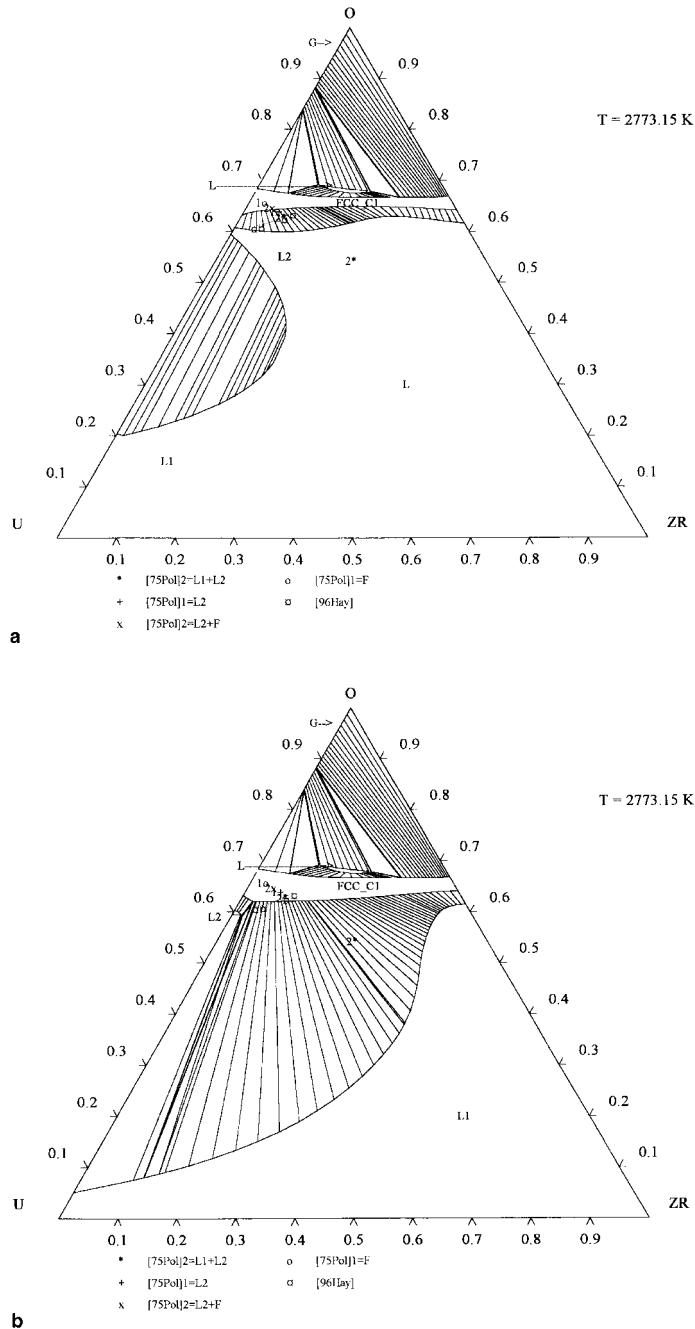 O
G-->
0.9 0.9
T = 2773.15 K
0.8 0.8
0.7 0.7
L
FCC_C1
0.6 0.6
L2 2*
0.5 0.5
0.4 0.4
L
0.3 0.3
0.2 0.2
L1
0.1 0.1
U ZR
0.1 0.2 0.3 0.4 0.5 0.6 0.7 0.8 0.9
* [75Pol]2=L1+L2 o [75Pol]1=F
+ [75Pol]1=L2 ¤ [96Hay]
x [75Pol]2=L2+F
a
O
G-->
0.9 0.9
T = 2773.15 K
0.8 0.8
0.7 0.7
L
FCC_C1
0.6 0.6
L2
2*
0.5 0.5
0.4 0.4
0.3 0.3
0.2 0.2
L1
0.1 0.1
U ZR
0.1 0.2 0.3 0.4 0.5 0.6 0.7 0.8 0.9
* [75Pol]2=L1+L2 o [75Pol]1=F
+ [75Pol]1=L2 ¤ [96Hay]
x [75Pol]2=L2+F
b